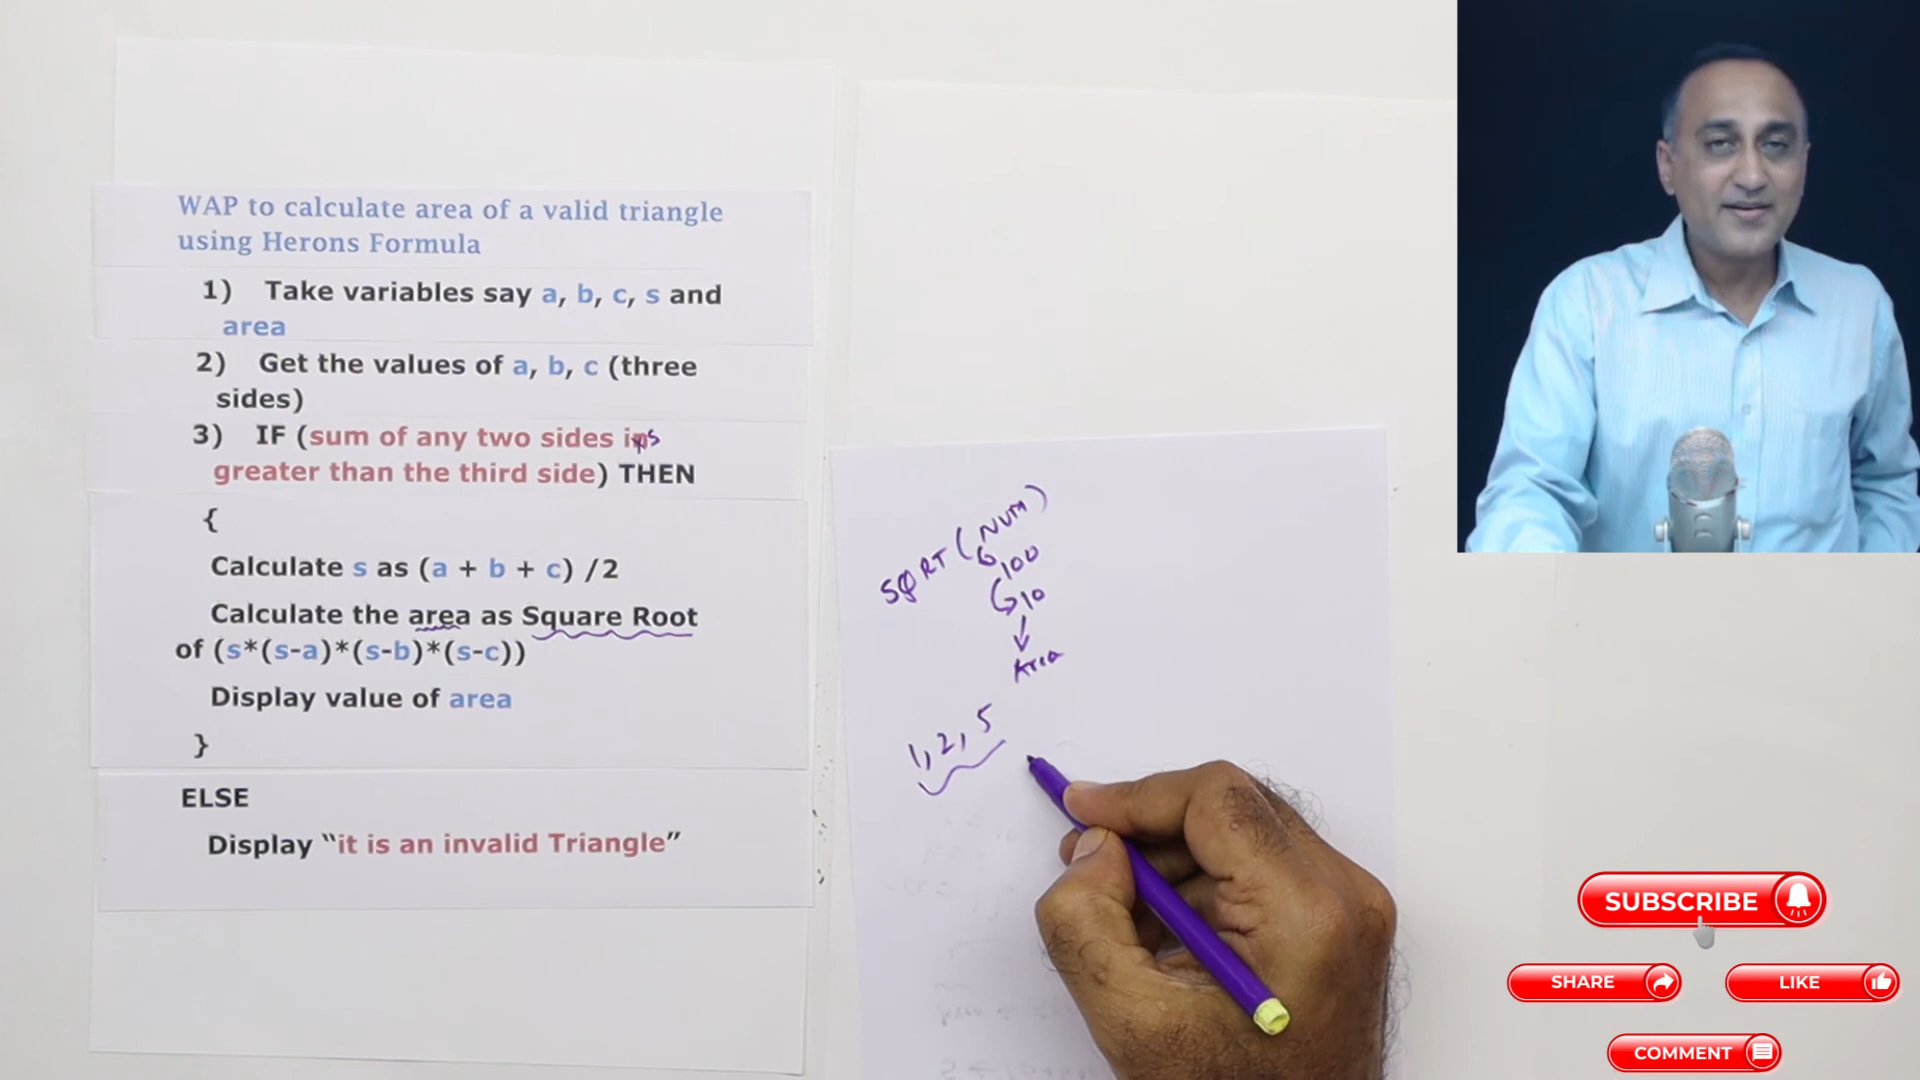 WAP to calculate area of a valid triangle
using Herons Formula
1) Take variables say a, b, c, s and
area
2) Get the values of a, b, c (three
sides)
3) IF (sum of any two sides is
greater than the third side) THEN
{
Calculate s as (a + b + c) /2
Calculate the area as Square Root
of (s*(s-a)*(s-b)*(s-c))
Display value of area
}
ELSE
Display “it is an invalid Triangle”
SQRT (NUM)
100
10
Area
1, 2, 5
SUBSCRIBE
SHARE
LIKE
COMMENT